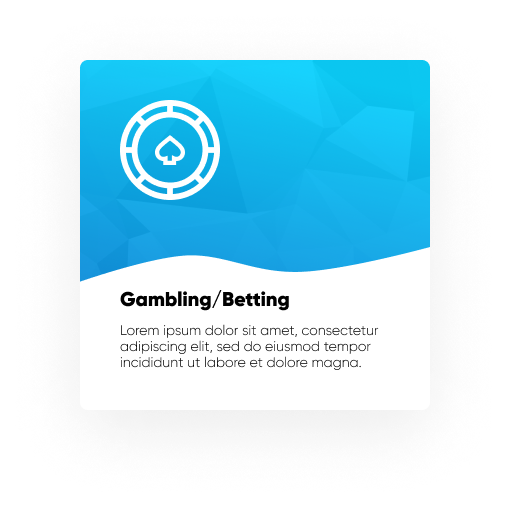 Gambling/Betting
Lorem ipsum dolor sit amet, consectetur
adipiscing elit, sed do eiusmod tempor
incididunt ut labore et dolore magna.